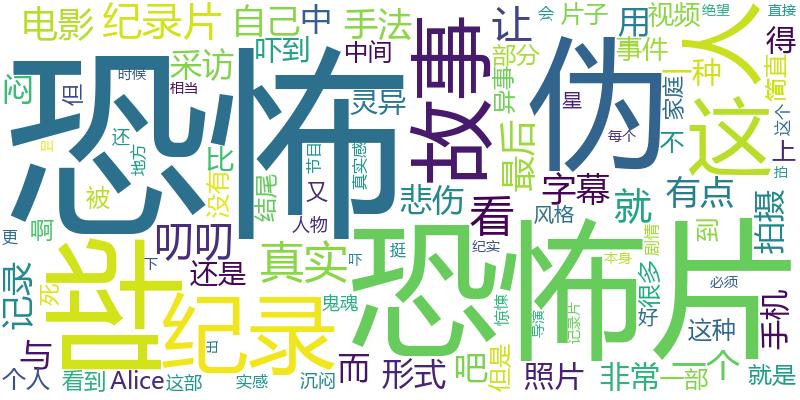 恐怖
恐怖片
伪
纪录
故事
人
这
部
叨叨
真实
看
字幕
纪录片
电影
自己
中
手法
让
用
视频
片子
会
绝望
直接
得
吓到
中间
部分
事件
一种
简直
闷
采访
但
时候
相当
灵异
异事
星
家庭
每个
不
这个
上
拍
还
地方
没有
比
节目
真实感
最后
被
结尾
又
人物
悲伤
风格
就
有点
到
剧情
拍摄
更
啊
下
还是
鬼魂
吓
挺
纪实
本身
必须
记录
死
与
个人
看到
Alice
这部
实感
沉闷
而
形式
吧
但是
惊悚
导演
记录片
好
很多
这种
手机
照片
非常
一部
一个
就是